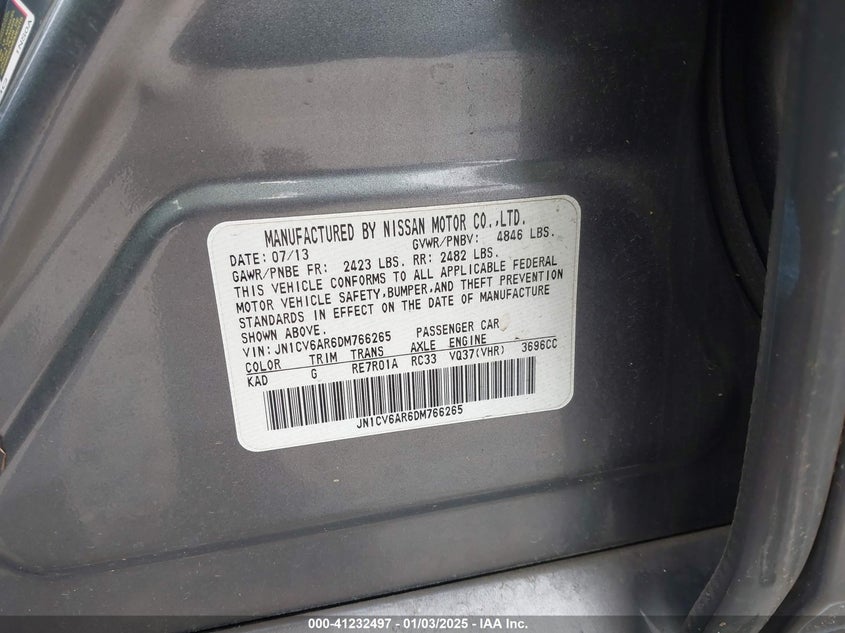 MANUFACTURED BY NISSAN MOTOR CO.,LTD.
DATE: 07/13 GVWR/PNBV: 4846 LBS.
GAWR/PNBE FR: 2423 LBS. RR: 2482 LBS.
THIS VEHICLE CONFORMS TO ALL APPLICABLE FEDERAL
MOTOR VEHICLE SAFETY,BUMPER,AND THEFT PREVENTION
STANDARDS IN EFFECT ON THE DATE OF MANUFACTURE
SHOWN ABOVE.
VIN: JN1CV6AR6DM766265 PASSENGER CAR
COLOR TRIM TRANS AXLE ENGINE
KAD G RE7R01A RC33 VQ37(VHR) 3696CC
JN1CV6AR6DM766265
000-41232497 - 01/03/2025 - IAA Inc.